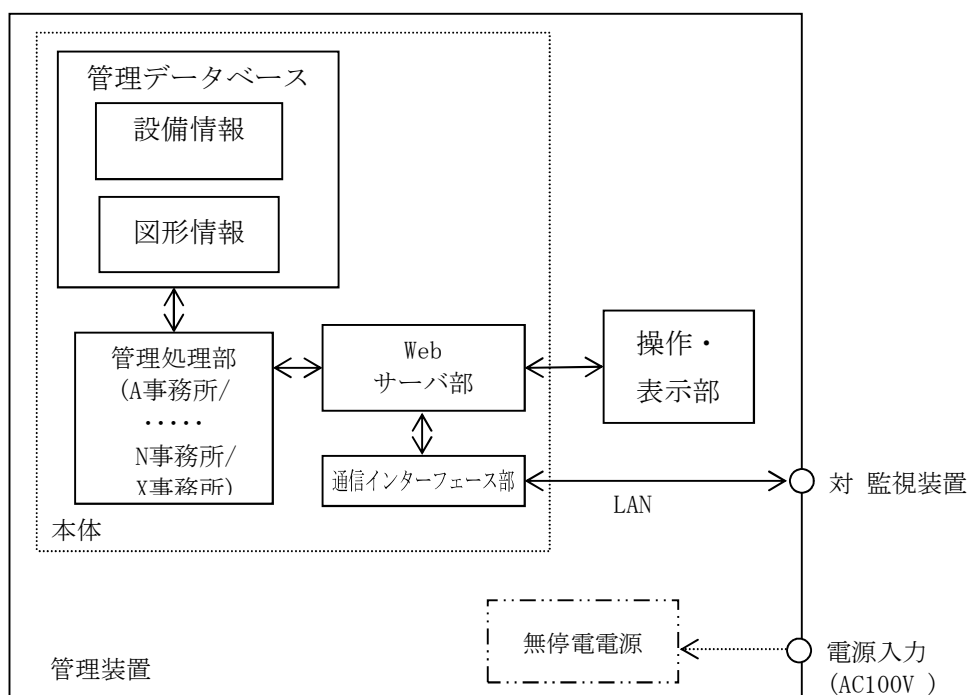 管理データベース
設備情報
図形情報
管理処理部
(A事務所/
・・・・・
N事務所/
X事務所)
Web
サーバ部
操作・
表示部
通信インターフェース部
LAN
対 監視装置
本体
無停電電源
電源入力
(AC100V )
管理装置